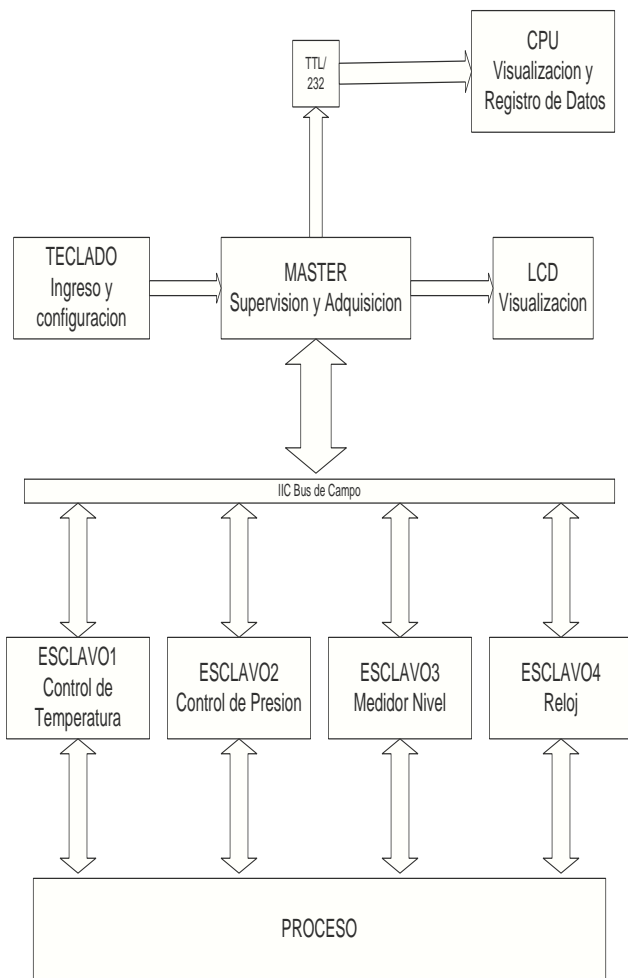 TTL/
232
CPU
Visualizacion y
Registro de Datos
TECLADO
Ingreso y
configuracion
MASTER
Supervision y Adquisicion
LCD
Visualizacion
IIC Bus de Campo
ESCLAVO1
Control de
Temperatura
ESCLAVO2
Control de Presion
ESCLAVO3
Medidor Nivel
ESCLAVO4
Reloj
PROCESO